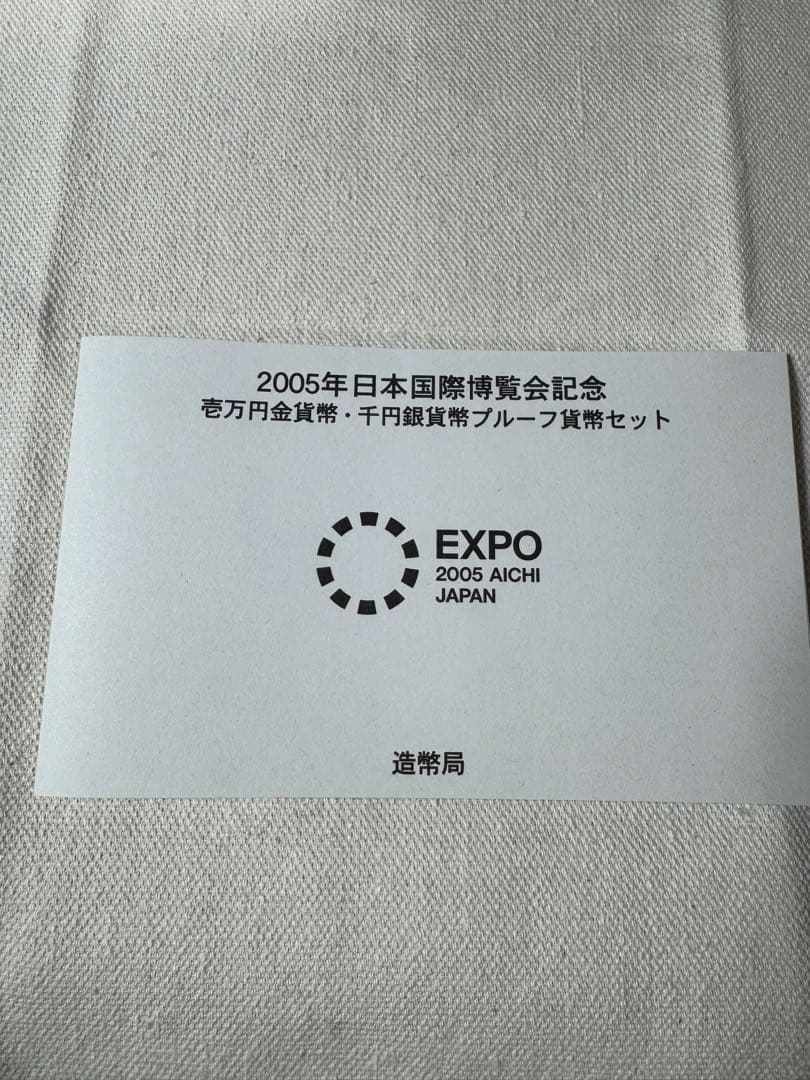 2005年日本国際博覧会記念
壱万円金貨幣・千円銀貨幣プルーフ貨幣セット
EXPO
2005 AICHI
JAPAN
造幣局